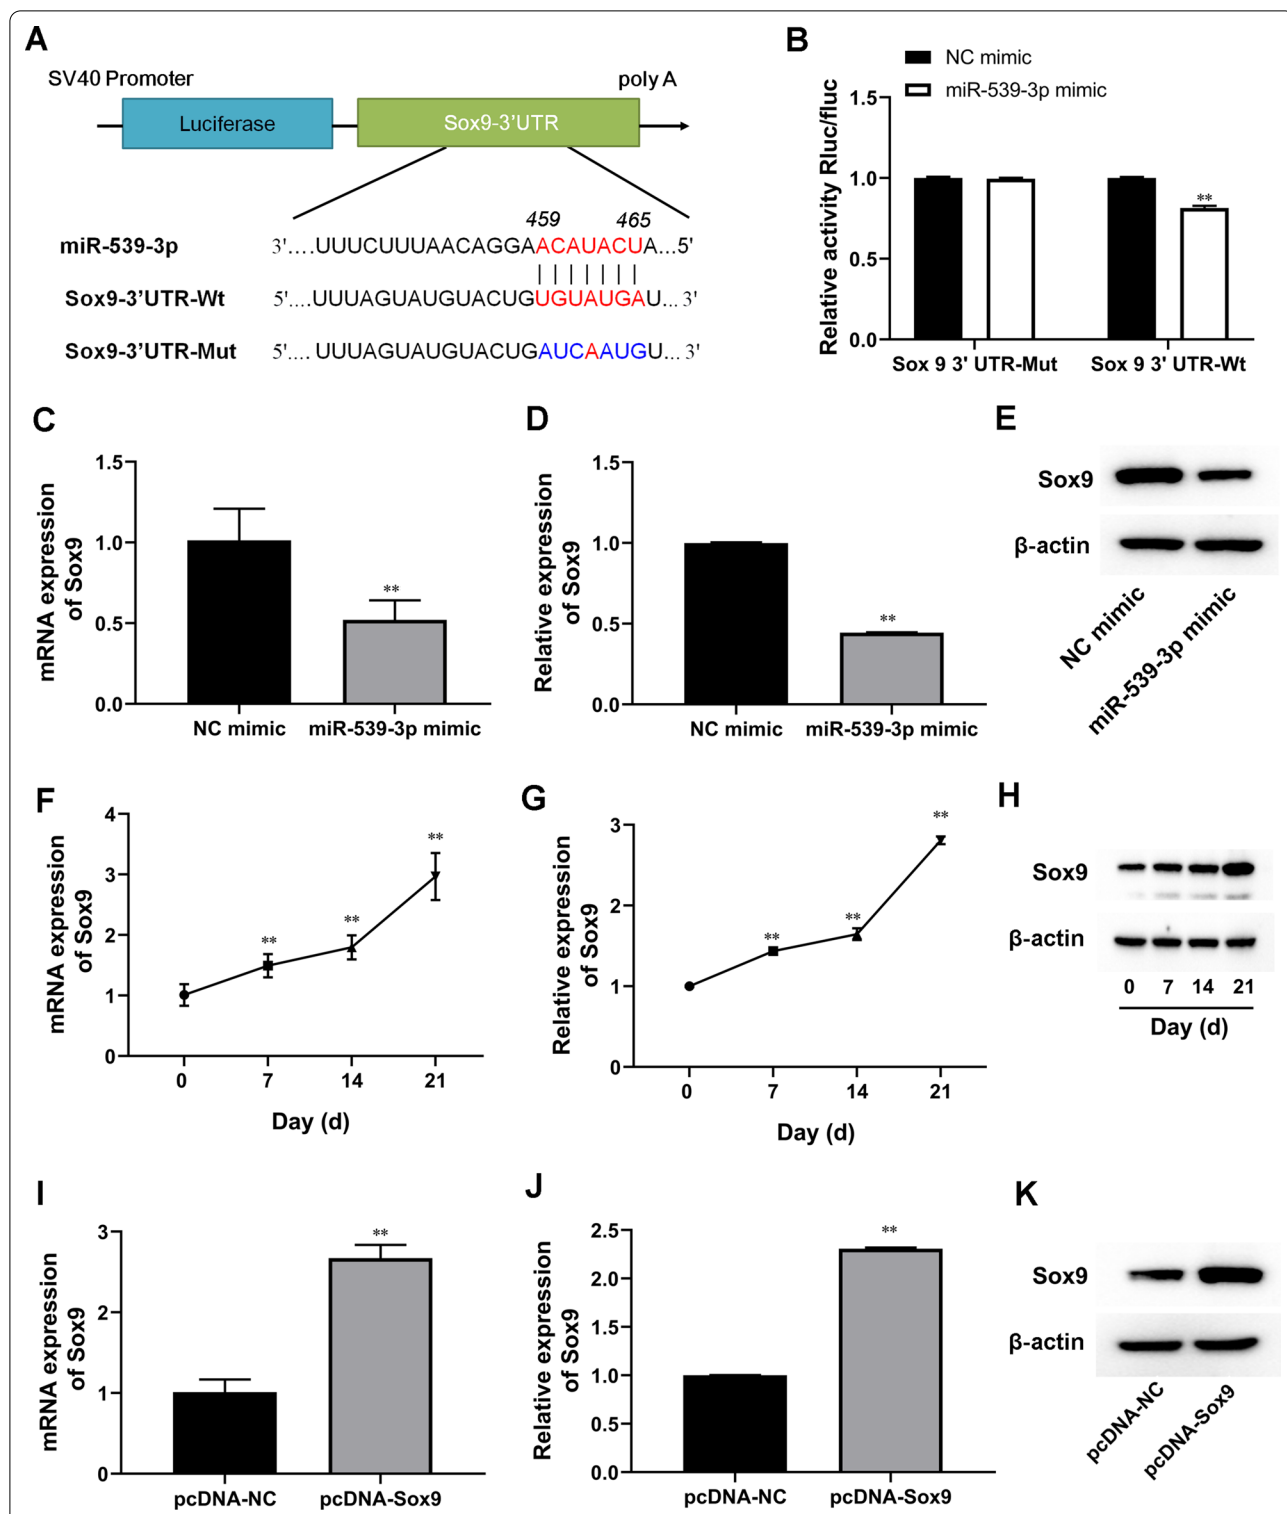 A
SV40 Promoter
poly A
Luciferase
Sox9-3'UTR
459
465
miR-539-3p
3'....UUUCUUUAACAGGAACAUACUA...5'
Sox9-3'UTR-Wt
5'....UUUAGUAUGUACUGUGUAUGAU... 3'
Sox9-3'UTR-Mut
5'.... UUUAGUAUGUACUGAUCAAUGU... 3'
B
NC mimic
miR-539-3p mimic
Relative activity Rluc/fluc
1.5
1.0
0.5
0.0
**
Sox 9 3' UTR-Mut
Sox 9 3' UTR-Wt
C
mRNA expression
of Sox9
1.5
1.0
0.5
0.0
**
NC mimic
miR-539-3p mimic
D
Relative expression
of Sox9
1.5
1.0
0.5
0.0
**
NC mimic
miR-539-3p mimic
E
Sox9
β-actin
NC mimic
miR-539-3p mimic
F
mRNA expression
of Sox9
4
3
2
1
0
**
**
**
0
7
14
21
Day (d)
G
Relative expression
of Sox9
3
2
1
0
**
**
**
0
7
14
21
Day (d)
H
Sox9
β-actin
0
7
14
21
Day (d)
I
mRNA expression
of Sox9
3
2
1
0
**
pcDNA-NC
pcDNA-Sox9
J
Relative expression
of Sox9
2.5
2.0
1.5
1.0
0.5
0.0
**
pcDNA-NC
pcDNA-Sox9
K
Sox9
β-actin
pcDNA-NC
pcDNA-Sox9